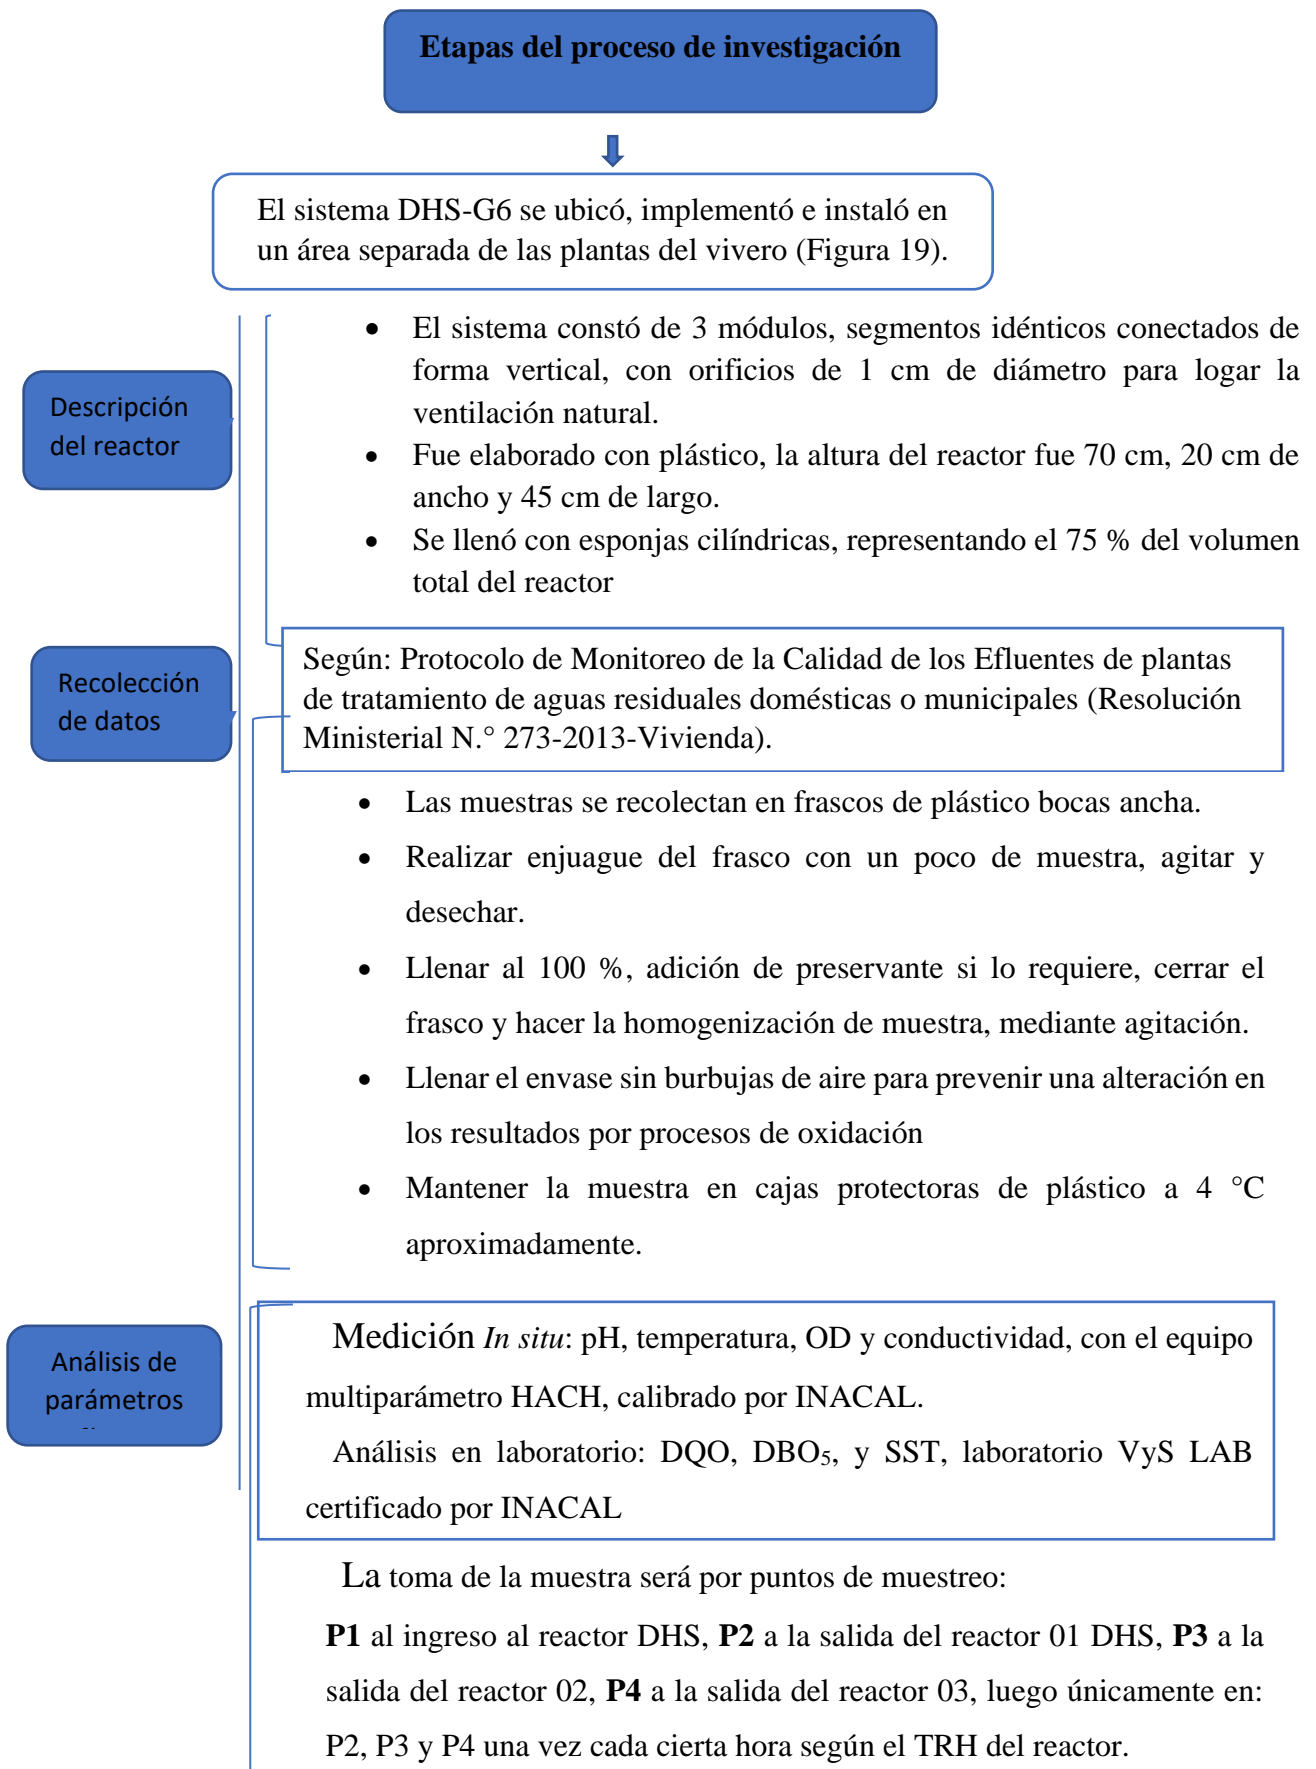 Etapas del proceso de investigación
El sistema DHS-G6 se ubicó, implementó e instaló en
un área separada de las plantas del vivero (Figura 19).
Descripción
del reactor
• El sistema constó de 3 módulos, segmentos idénticos conectados de
forma vertical, con orificios de 1 cm de diámetro para logar la
ventilación natural.
• Fue elaborado con plástico, la altura del reactor fue 70 cm, 20 cm de
ancho y 45 cm de largo.
• Se llenó con esponjas cilíndricas, representando el 75 % del volumen
total del reactor
Recolección
de datos
Según: Protocolo de Monitoreo de la Calidad de los Efluentes de plantas
de tratamiento de aguas residuales domésticas o municipales (Resolución
Ministerial N.° 273-2013-Vivienda).
• Las muestras se recolectan en frascos de plástico bocas ancha.
• Realizar enjuague del frasco con un poco de muestra, agitar y
desechar.
• Llenar al 100 %, adición de preservante si lo requiere, cerrar el
frasco y hacer la homogenización de muestra, mediante agitación.
• Llenar el envase sin burbujas de aire para prevenir una alteración en
los resultados por procesos de oxidación
• Mantener la muestra en cajas protectoras de plástico a 4 °C
aproximadamente.
Análisis de
parámetros
Medición In situ: pH, temperatura, OD y conductividad, con el equipo
multiparámetro HACH, calibrado por INACAL.
Análisis en laboratorio: DQO, DBO₅, y SST, laboratorio VyS LAB
certificado por INACAL
La toma de la muestra será por puntos de muestreo:
P1 al ingreso al reactor DHS, P2 a la salida del reactor 01 DHS, P3 a la
salida del reactor 02, P4 a la salida del reactor 03, luego únicamente en:
P2, P3 y P4 una vez cada cierta hora según el TRH del reactor.